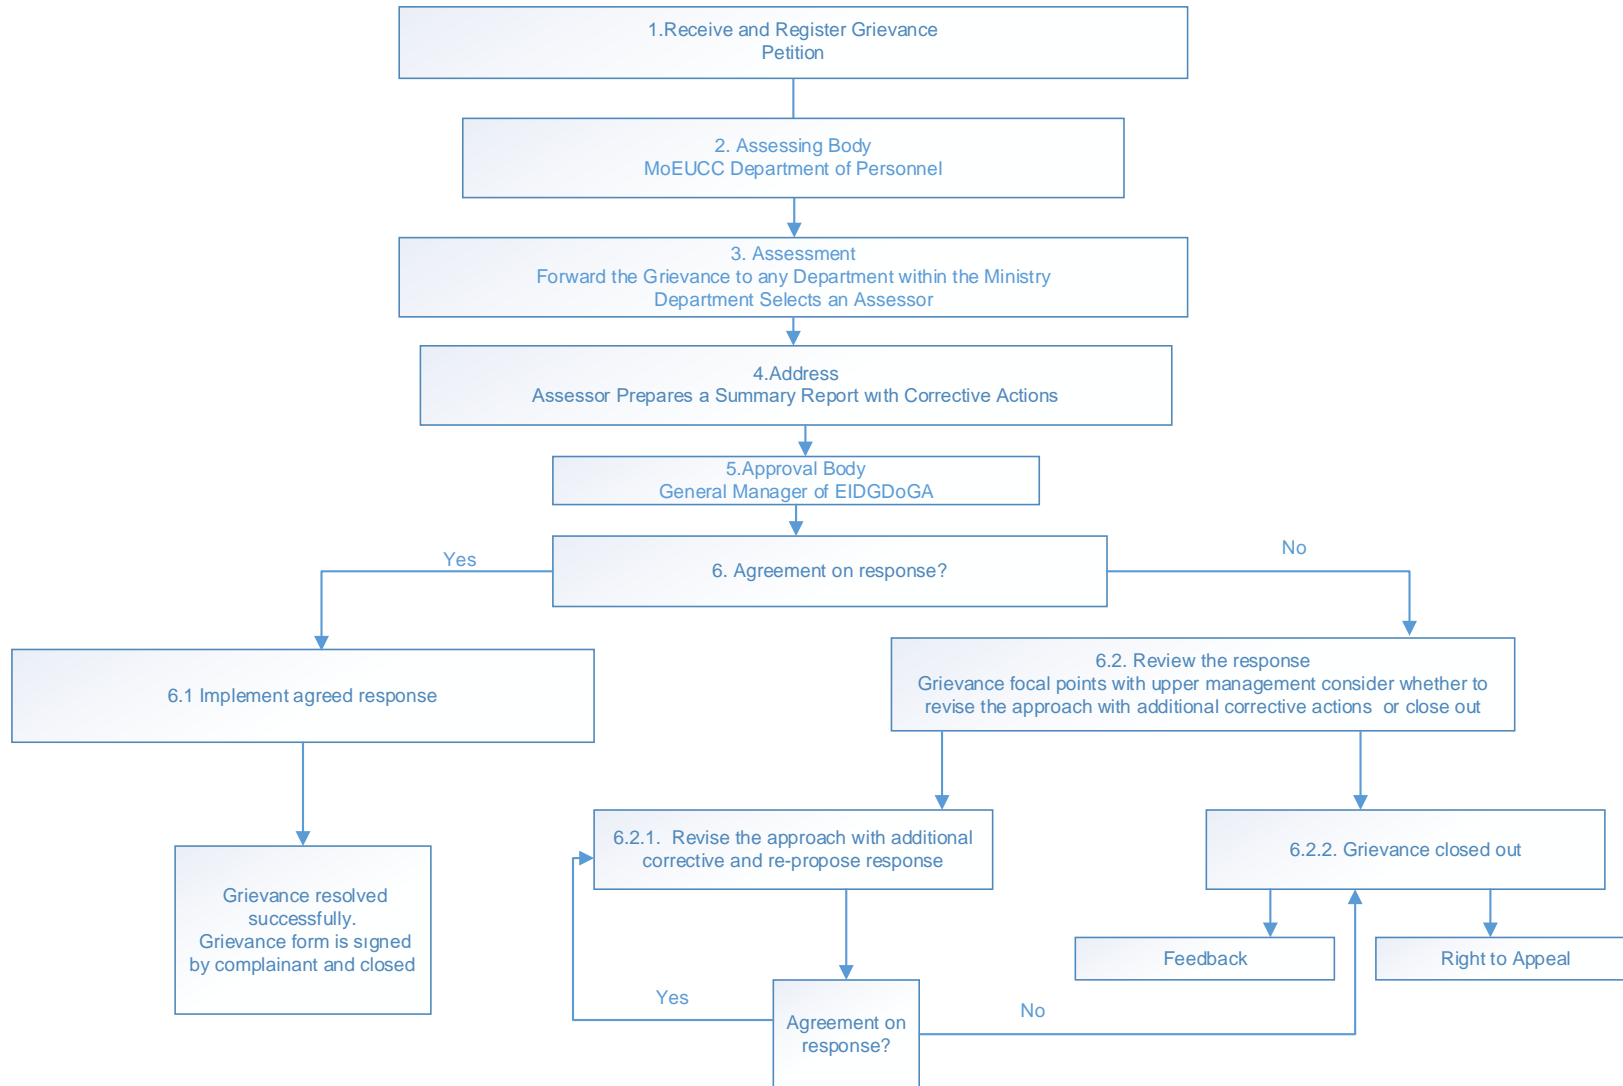 1.Receive and Register Grievance
Petition
2. Assessing Body
MoEUCC Department of Personnel
3. Assessment
Forward the Grievance to any Department within the Ministry
Department Selects an Assessor
4.Address
Assessor Prepares a Summary Report wıth Corrective Actions
5.Approval Body
General Manager of EIDGDoGA
Yes
No
6. Agreement on response?
6.1 Implement agreed response
6.2. Review the response
Grievance focal points with upper management consider whether to
revise the approach with additional corrective actions or close out
6.2.1. Revise the approach with additional
corrective and re-propose response
6.2.2. Grievance closed out
Grievance resolved
successfully.
Grievance form is sıgned
by complainant and closed
Feedback
Right to Appeal
Yes
No
Agreement on
response?